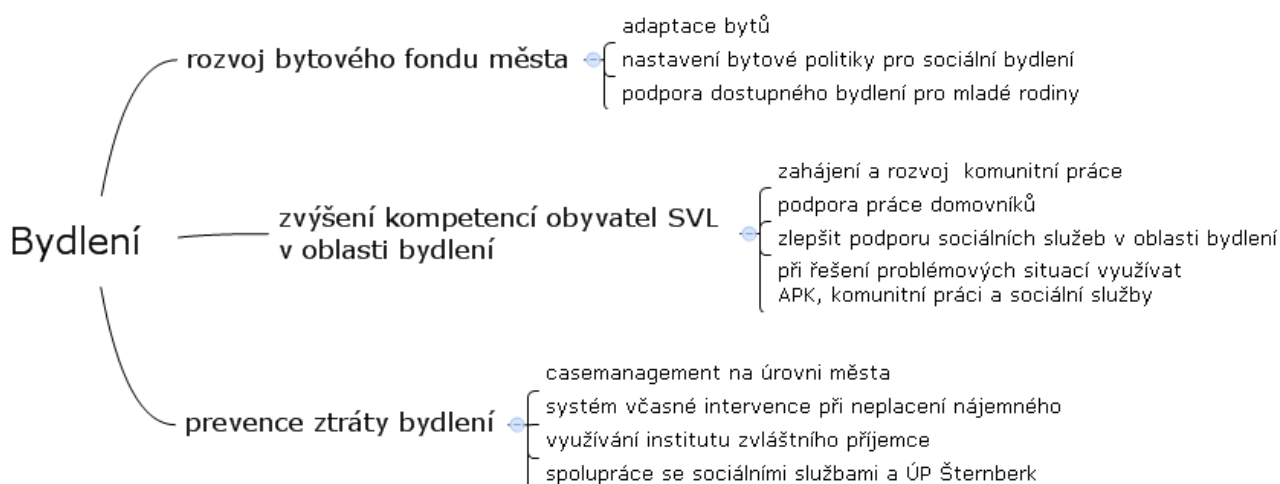 Bydlení
rozvoj bytového fondu města
adaptace bytů
nastavení bytové politiky pro sociální bydlení
podpora dostupného bydlení pro mladé rodiny
zvýšení kompetencí obyvatel SVL
v oblasti bydlení
zahájení a rozvoj komunitní práce
podpora práce domovníků
zlepšit podporu sociálních služeb v oblasti bydlení
při řešení problémových situací využívat
APK, komunitní práci a sociální služby
prevence ztráty bydlení
casemanagement na úrovni města
systém včasné intervence při neplacení nájemného
využívání institutu zvláštního příjemce
spolupráce se sociálními službami a ÚP Šternberk